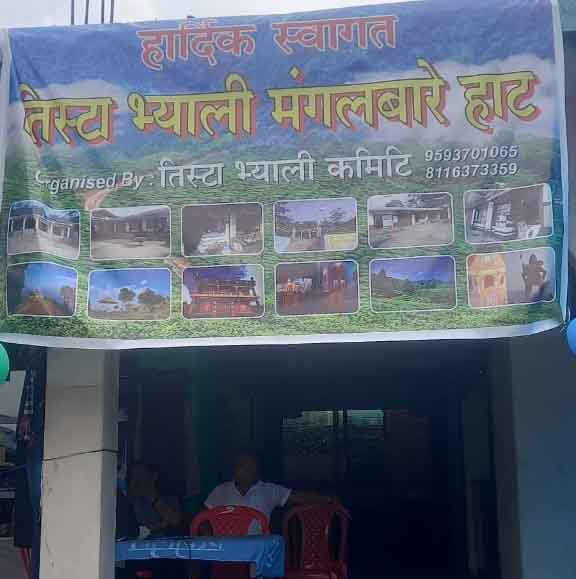 हार्दिक स्वागत
तिस्टा भ्याली मंगलबारे हाट
Organised By : तिस्टा भ्याली कमिटि 9593701065
8116373359